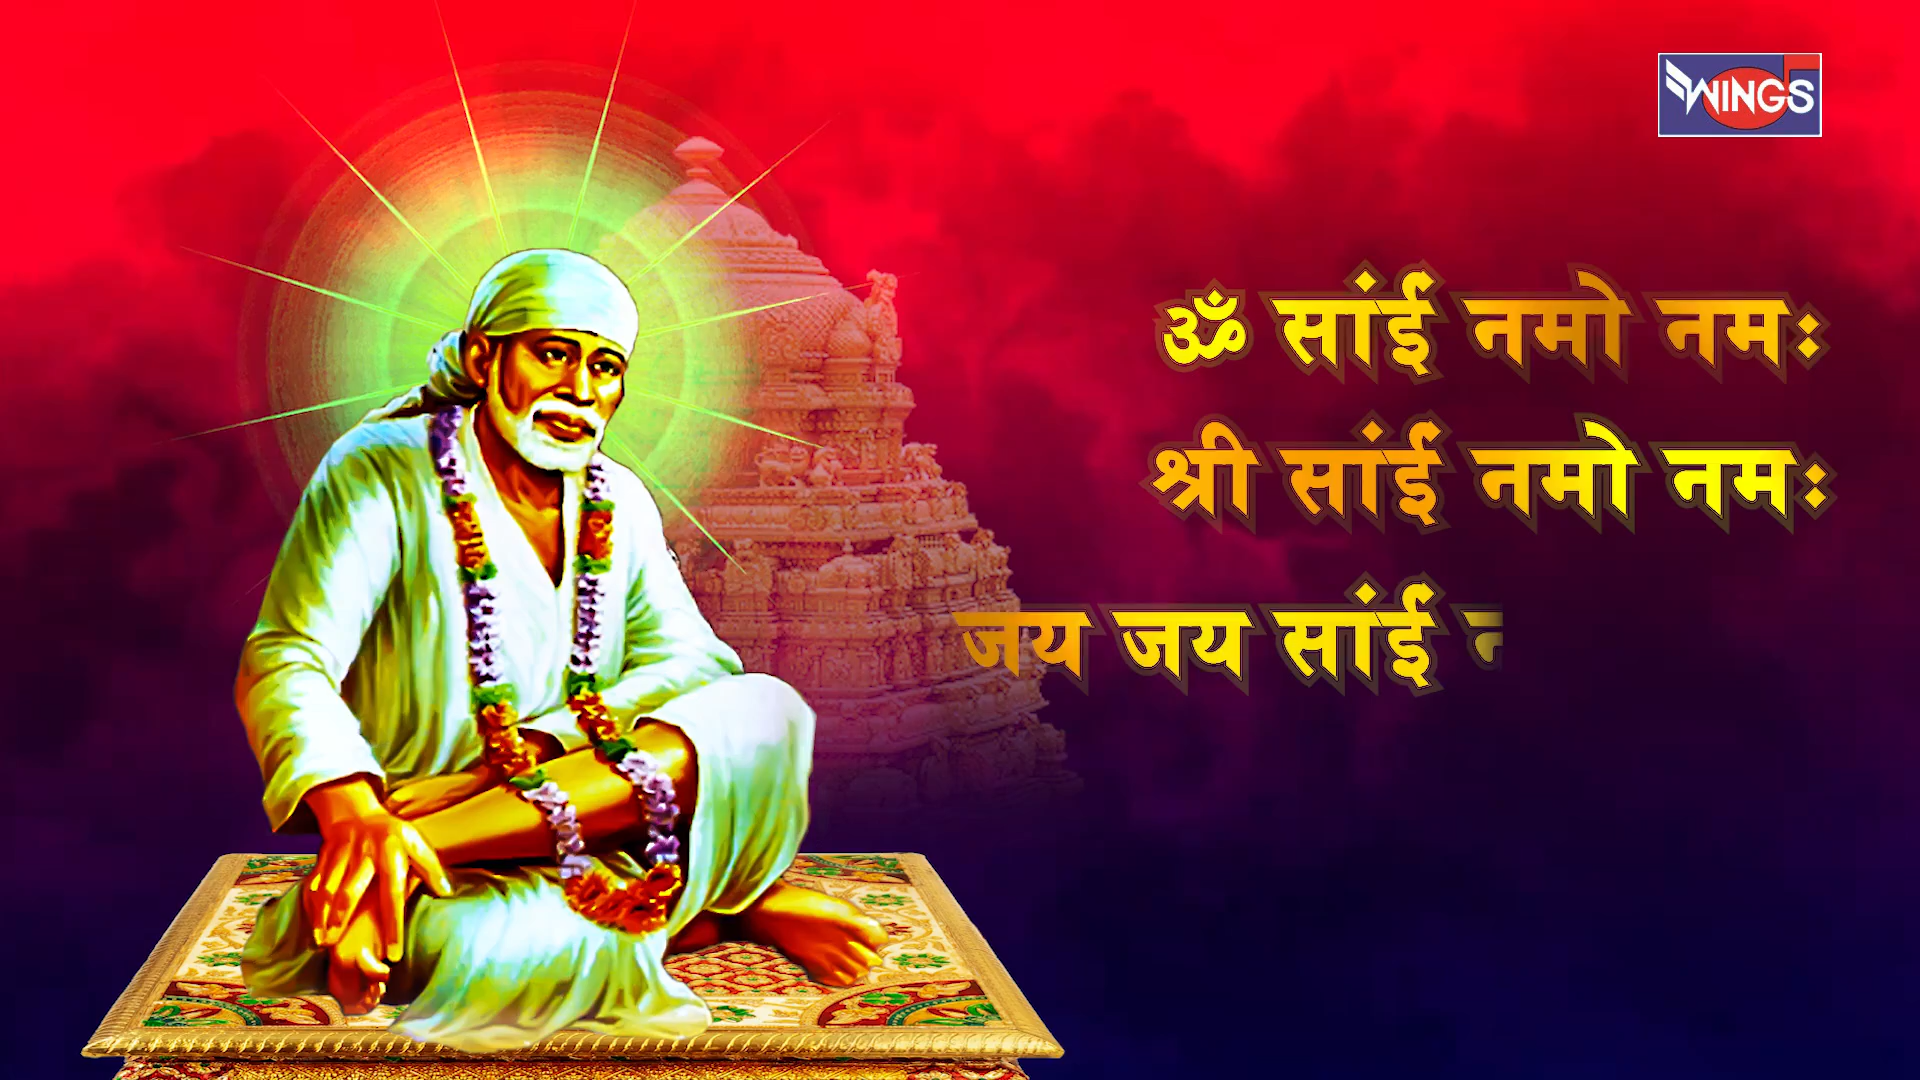 WINGS
ॐ सांई नमो नमः
श्री सांई नमो नमः
जय जय सांई